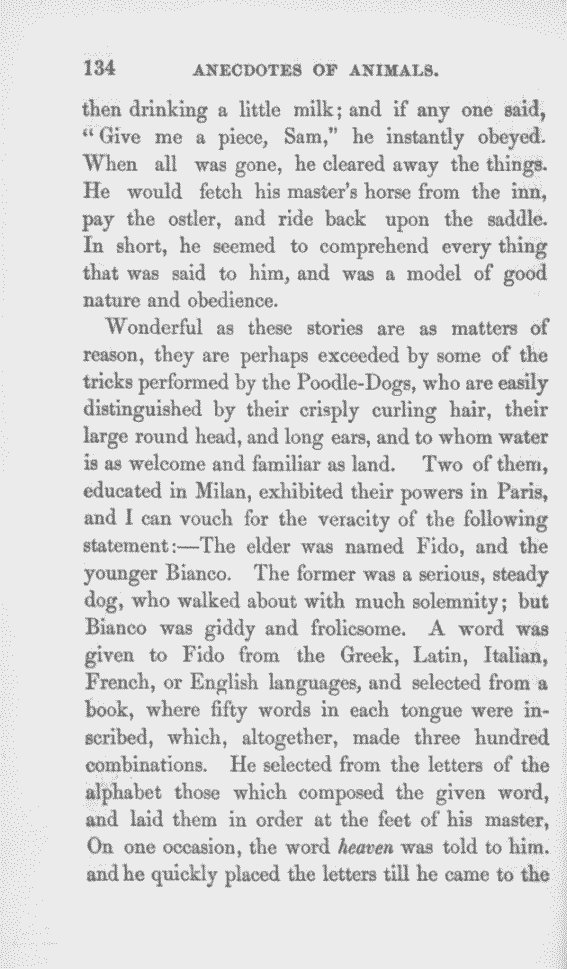 134 ANECDOTES OF ANIMALS.
then drinking a little milk; and if any one said,
“Give me a piece, Sam,” he instantly obeyed.
When all was gone, he cleared away the things.
He would fetch his master's horse from the inn,
pay the ostler, and ride back upon the saddle.
In short, he seemed to comprehend every thing
that was said to him, and was a model of good
nature and obedience.
Wonderful as these stories are as matters of
reason, they are perhaps exceeded by some of the
tricks performed by the Poodle-Dogs, who are easily
distinguished by their crisply curling hair, their
large round head, and long ears, and to whom water
is as welcome and familiar as land. Two of them,
educated in Milan, exhibited their powers in Paris,
and I can vouch for the veracity of the following
statement:—The elder was named Fido, and the
younger Bianco. The former was a serious, steady
dog, who walked about with much solemnity; but
Bianco was giddy and frolicsome. A word was
given to Fido from the Greek, Latin, Italian,
French, or English languages, and selected from a
book, where fifty words in each tongue were in-
scribed, which, altogether, made three hundred
combinations. He selected from the letters of the
alphabet those which composed the given word,
and laid them in order at the feet of his master,
On one occasion, the word heaven was told to him.
and he quickly placed the letters till he came to the